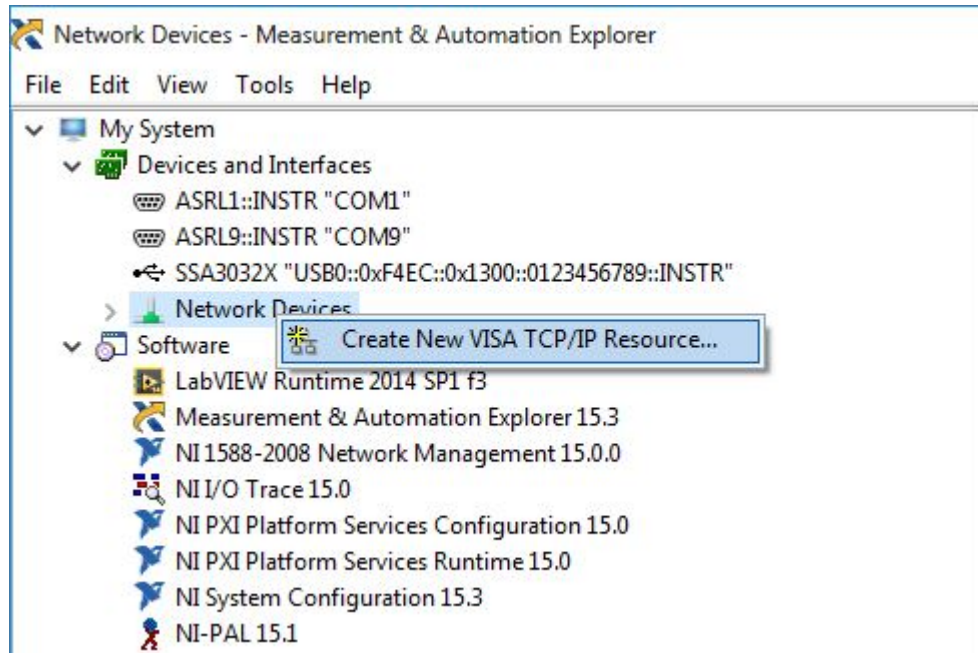 Network Devices - Measurement & Automation Explorer
File Edit View Tools Help
My System
Devices and Interfaces
ASRL1::INSTR "COM1"
ASRL9::INSTR "COM9"
SSA3032X "USB0::0xF4EC::0x1300::0123456789::INSTR"
Network Devices
Create New VISA TCP/IP Resource...
Software
LabVIEW Runtime 2014 SP1 f3
Measurement & Automation Explorer 15.3
NI 1588-2008 Network Management 15.0.0
NI I/O Trace 15.0
NI PXI Platform Services Configuration 15.0
NI PXI Platform Services Runtime 15.0
NI System Configuration 15.3
NI-PAL 15.1